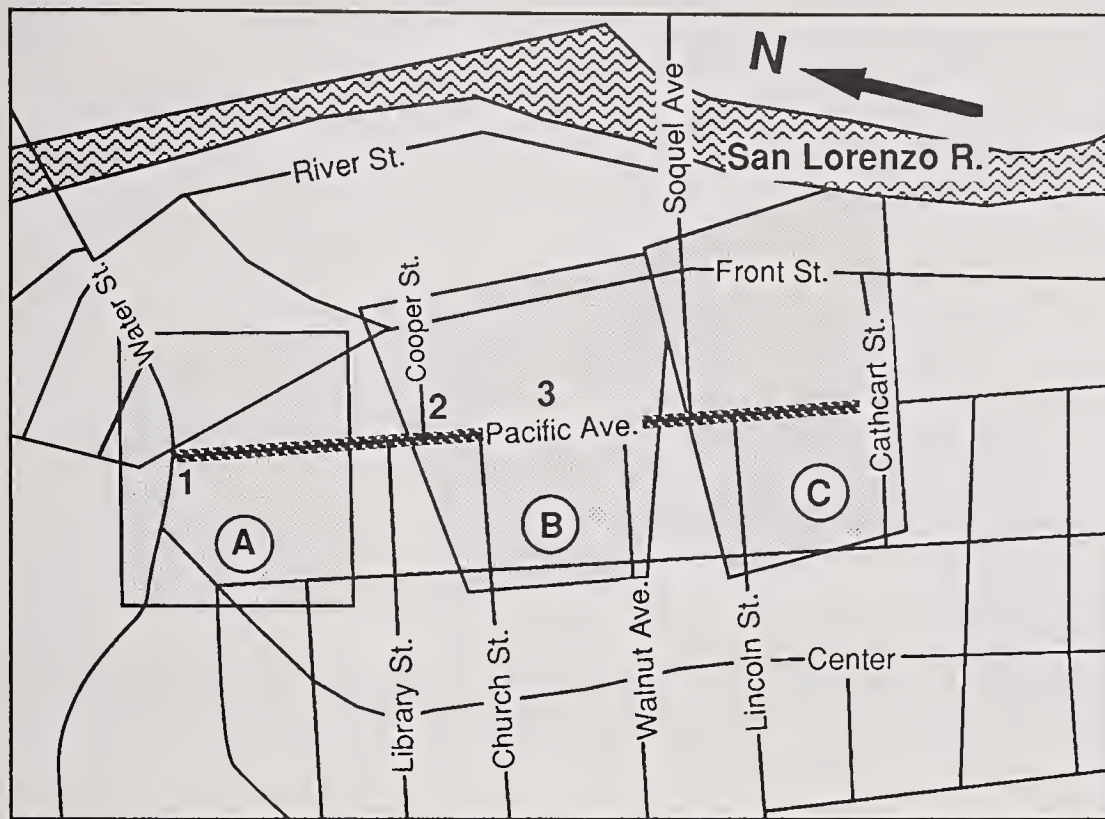 N
Soquel Ave
San Lorenzo R.
River St.
Water St.
Cooper St.
Front St.
Cathcart St.
2
3
Pacific Ave.
1
A
B
C
Library St.
Church St.
Walnut Ave.
Lincoln St.
Center